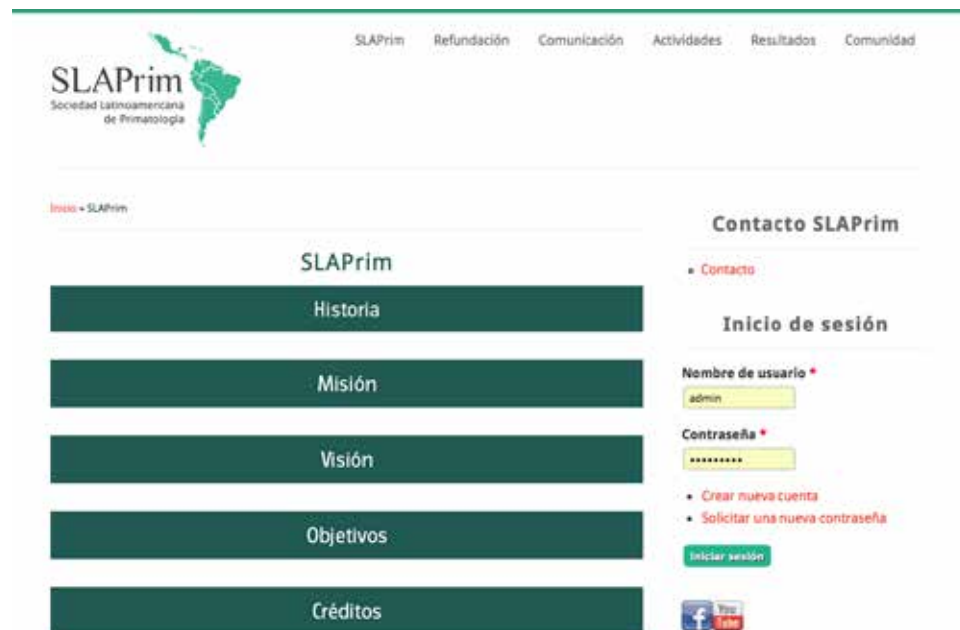 SLAPrim
Sociedad Latinoamericana
de Primatología
SLAPrim Refundación Comunicación Actividades Resultados Comunidad
Inicio » SLAPrim
SLAPrim
Historia
Misión
Visión
Objetivos
Créditos
Contacto SLAPrim
Contacto
Inicio de sesión
Nombre de usuario *
admin
Contraseña *
•••••••••
Crear nueva cuenta
Solicitar una nueva contraseña
Iniciar sesión
f
You
Tube